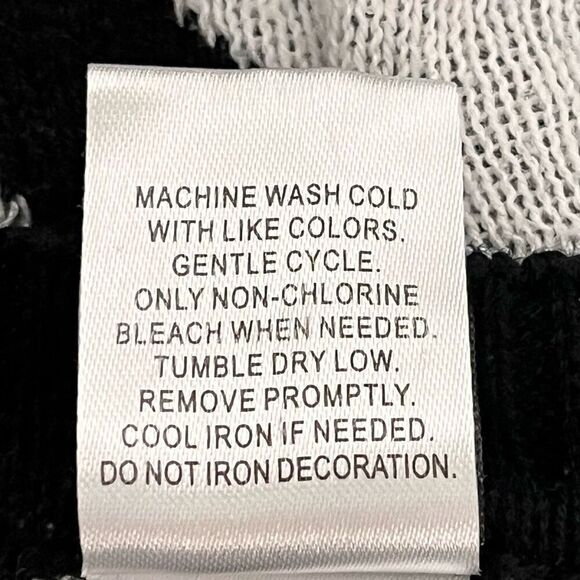 MACHINE WASH COLD
WITH LIKE COLORS.
GENTLE CYCLE.
ONLY NON-CHLORINE
BLEACH WHEN NEEDED.
TUMBLE DRY LOW.
REMOVE PROMPTLY.
COOL IRON IF NEEDED.
DO NOT IRON DECORATION.